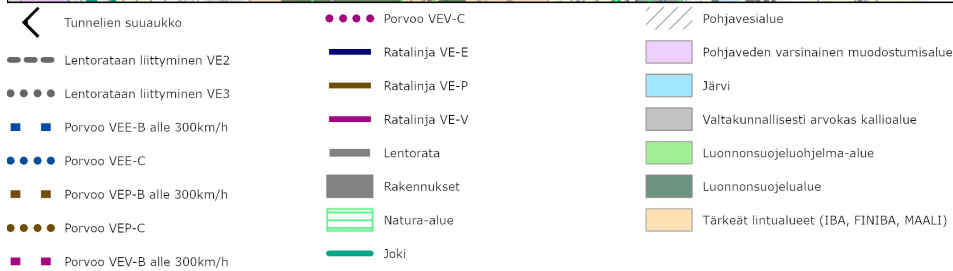 Tunnelien suuaukko
Lentorataan liittyminen VE2
Lentorataan liittyminen VE3
Porvoo VEE-B alle 300km/h
Porvoo VEE-C
Porvoo VEP-B alle 300km/h
Porvoo VEP-C
Porvoo VEV-B alle 300km/h
Porvoo VEV-C
Ratalinja VE-E
Ratalinja VE-P
Ratalinja VE-V
Lentorata
Rakennukset
Natura-alue
Joki
Pohjavesialue
Pohjaveden varsinainen muodostumisalue
Järvi
Valtakunnallisesti arvokas kallioalue
Luonnonsuojeluohjelma-alue
Luonnonsuojelualue
Tärkeät lintualueet (IBA, FINIBA, MAALI)